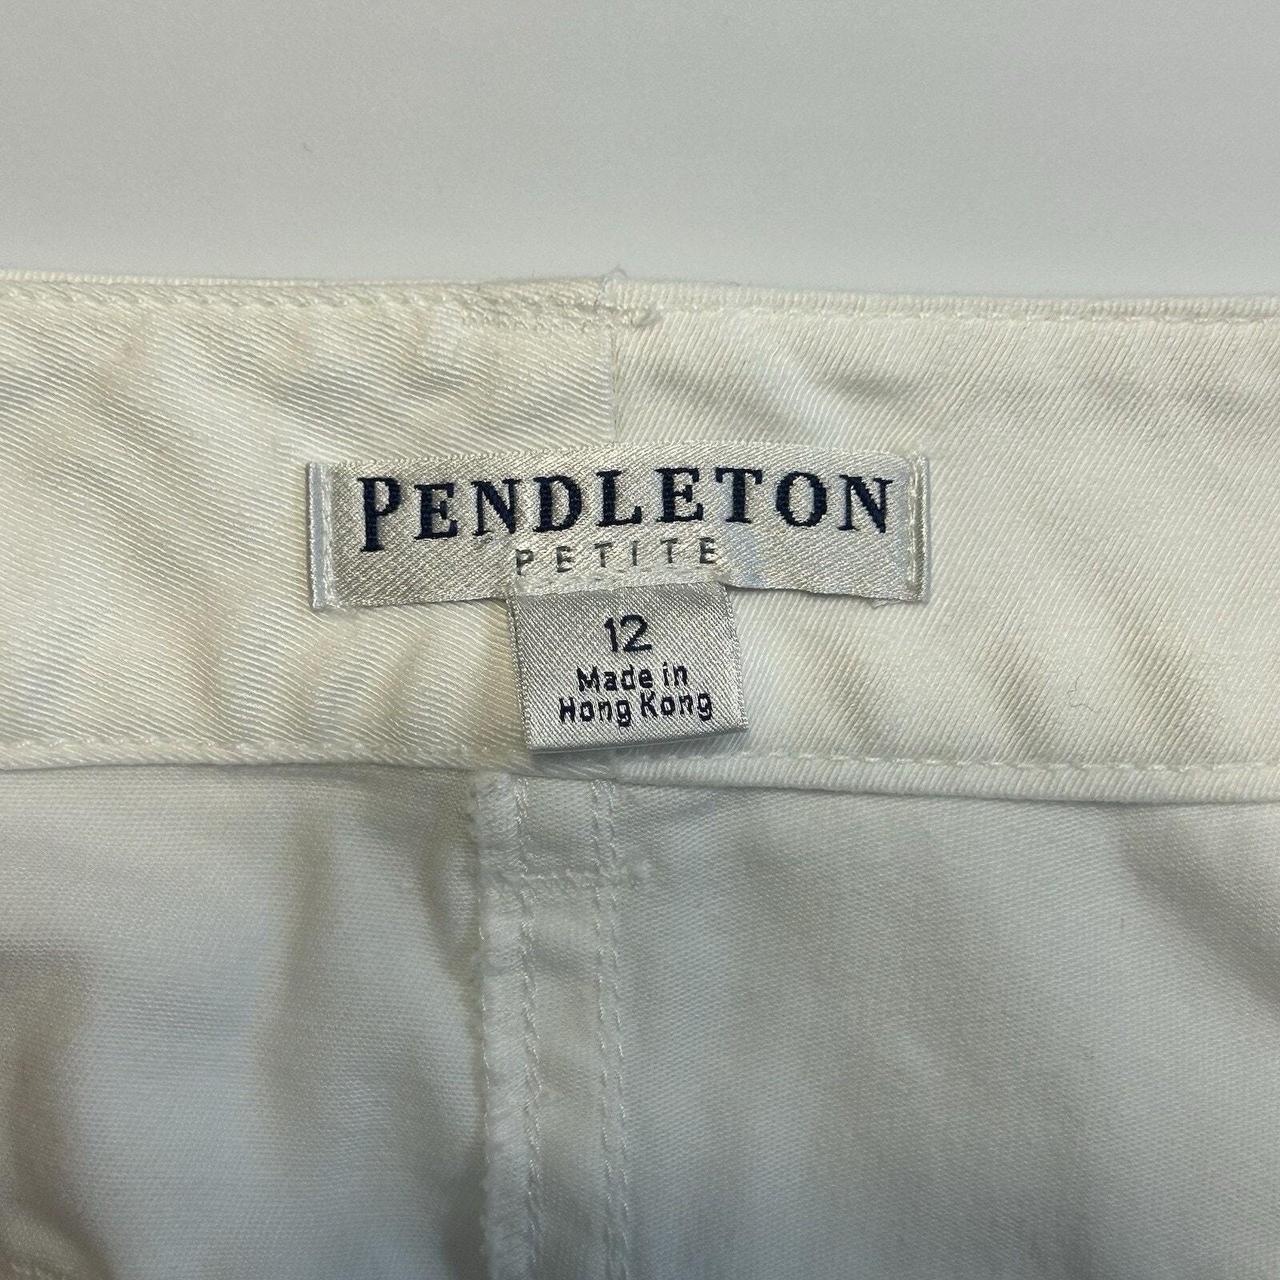 PENDLETON
PETITE
12
Made in
Hong Kong